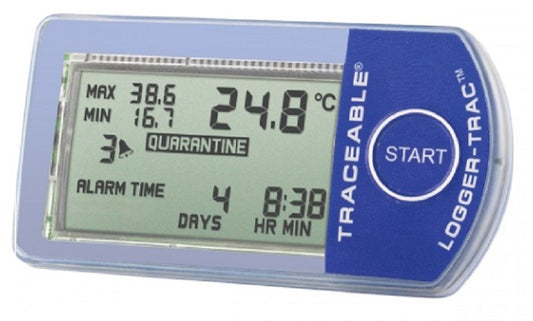 MAX 38.6
MIN 16.7
24.8 °C
3
QUARANTINE
ALARM TIME
4 8:38
DAYS HR MIN
TRACEABLE®
LOGGER-TRAC™
START